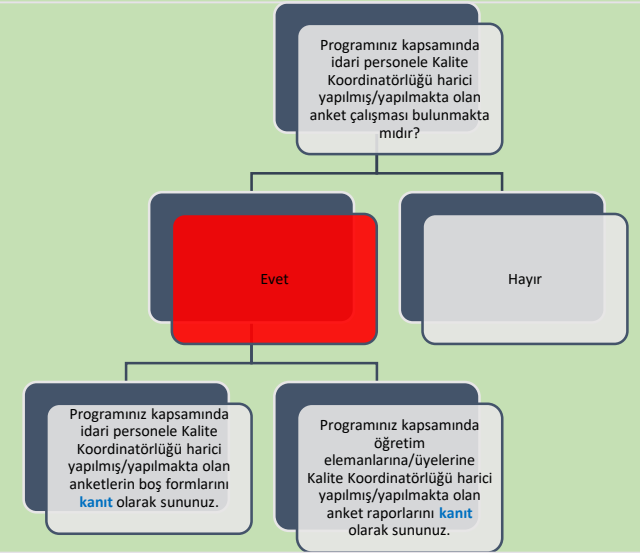 Programınız kapsamında
idari personele Kalite
Koordinatörlüğü harici
yapılmış/yapılmakta olan
anket çalışması bulunmakta
mıdır?
Evet
Hayır
Programınız kapsamında
idari personele Kalite
Koordinatörlüğü harici
yapılmış/yapılmakta olan
anketlerin boş formlarını
kanıt olarak sununuz.
Programınız kapsamında
öğretim
elemanlarına/üyelerine
Kalite Koordinatörlüğü harici
yapılmış/yapılmakta olan
anket raporlarını kanıt
olarak sununuz.